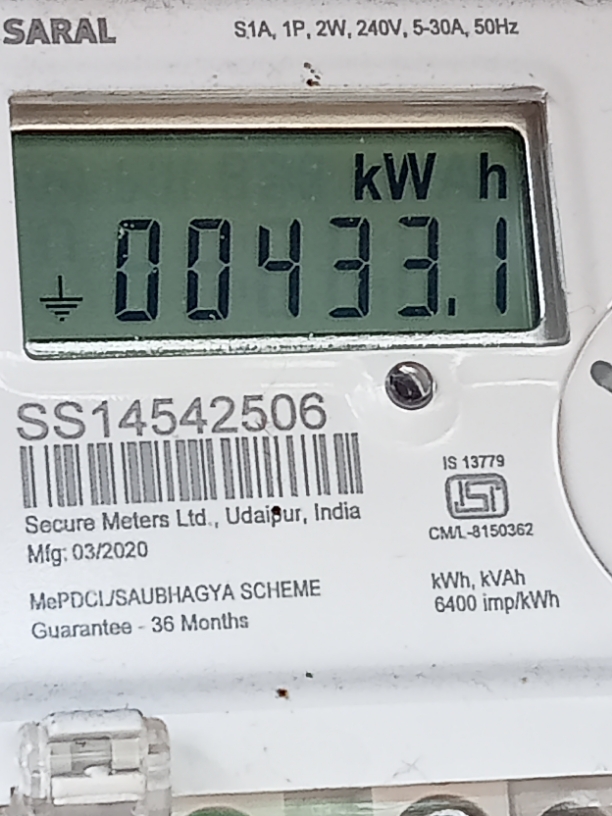 SARAL
S1A, 1P, 2W, 240V, 5-30A, 50Hz
kW h
00433.1
SS14542506
Secure Meters Ltd., Udaipur, India
Mfg: 03/2020
IS 13779
ISI
CM/L-8150362
MePDCL/SAUBHAGYA SCHEME
Guarantee - 36 Months
kWh, kVAh
6400 imp/kWh